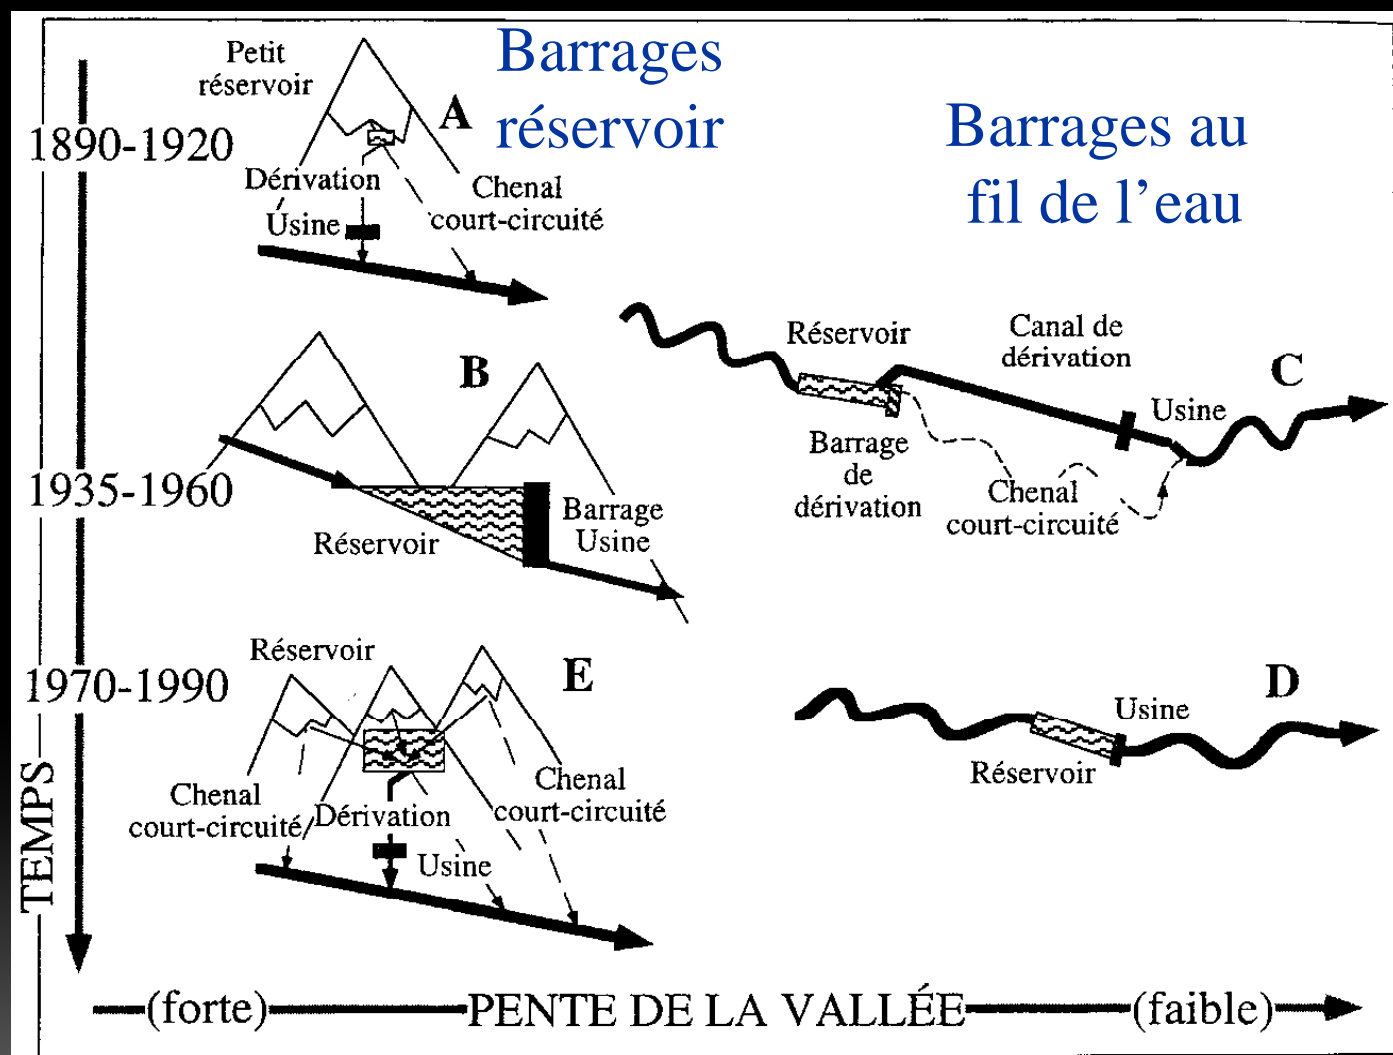 Barrages
réservoir
Barrages au
fil de l’eau
1890-1920
Petit
réservoir
A
Dérivation
Usine
Chenal
court-circuité
1935-1960
B
Réservoir
Barrage
Usine
Réservoir
Canal de
dérivation
C
Usine
Barrage
de
dérivation
Chenal
court-circuité
1970-1990
Réservoir
E
Chenal
court-circuité
Dérivation
Chenal
court-circuité
Usine
D
Usine
Réservoir
TEMPS
(forte) PENTE DE LA VALLÉE (faible)